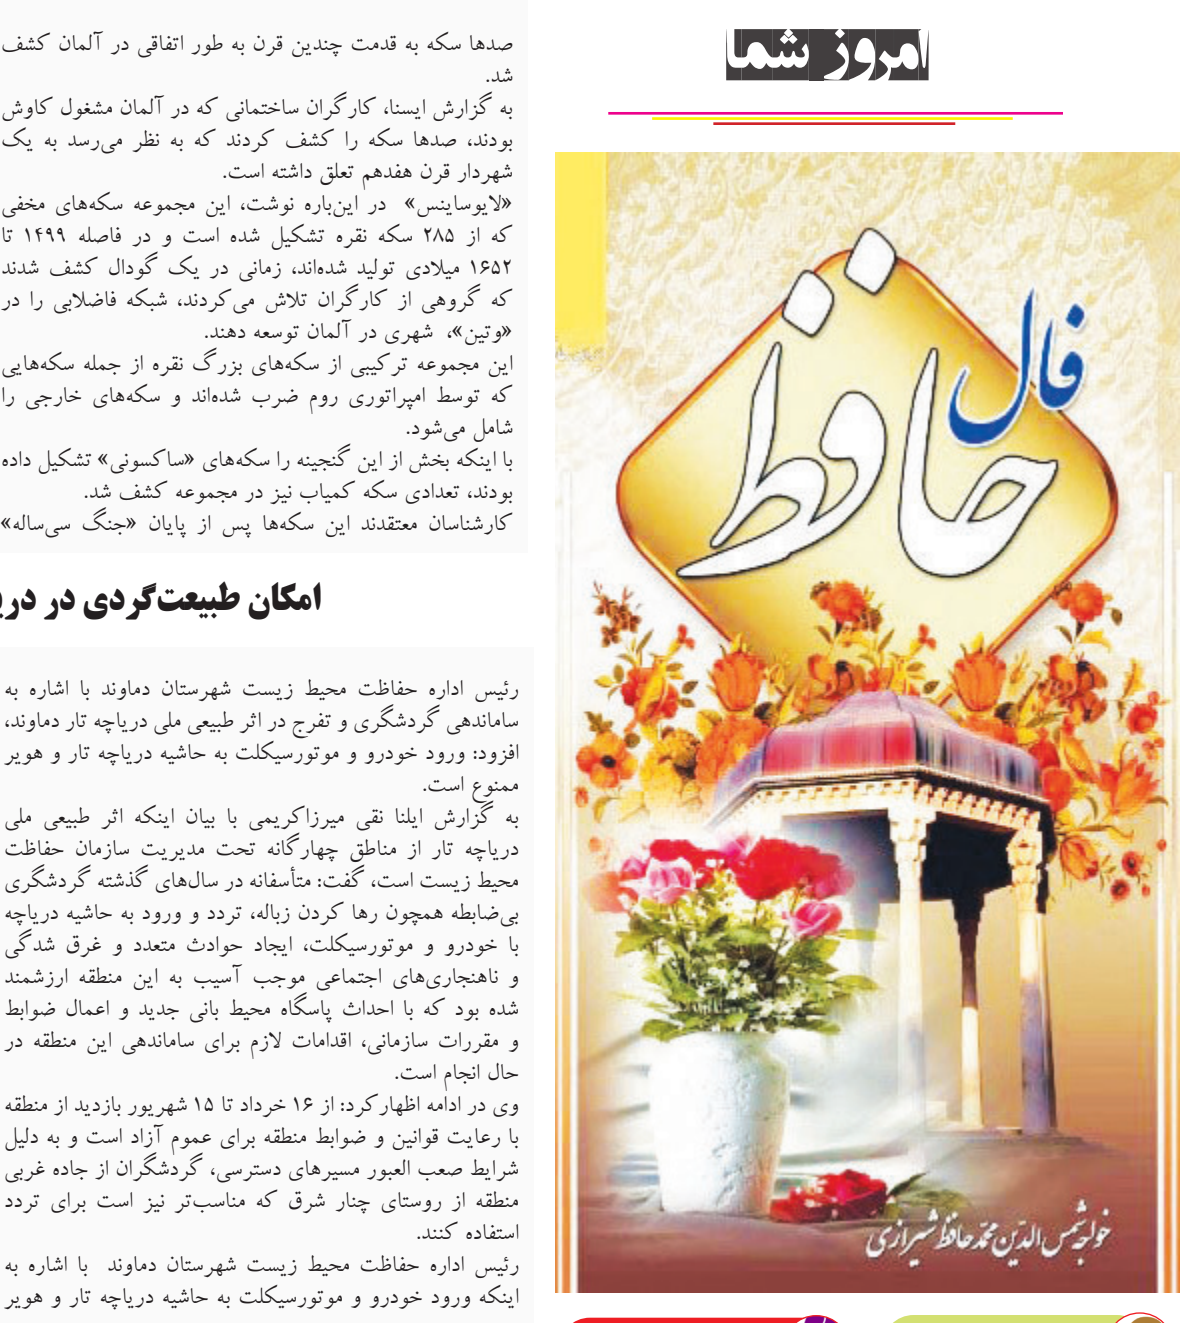 امروز شما
فال
حافظ
خواجه شمس الدین محمد حافظ شیرازی
صدها سکه به قدمت چندین قرن به طور اتفاقی در آلمان کشف
شد.
به گزارش ایسنا، کارگران ساختمانی که در آلمان مشغول کاوش
بودند، صدها سکه را کشف کردند که به نظر می‌رسد به یک
شهردار قرن هفدهم تعلق داشته است.
«لایوساینس» در این‌باره نوشت، این مجموعه سکه‌های مخفی
که از ۲۸۵ سکه نقره تشکیل شده است و در فاصله ۱۴۹۹ تا
۱۶۵۲ میلادی تولید شده‌اند، زمانی در یک گودال کشف شدند
که گروهی از کارگران تلاش می‌کردند، شبکه فاضلابی را در
«وتین»، شهری در آلمان توسعه دهند.
این مجموعه ترکیبی از سکه‌های بزرگ نقره از جمله سکه‌هایی
که توسط امپراتوری روم ضرب شده‌اند و سکه‌های خارجی را
شامل می‌شود.
با اینکه بخش از این گنجینه را سکه‌های «ساکسونی» تشکیل داده
بودند، تعدادی سکه کمیاب نیز در مجموعه کشف شد.
کارشناسان معتقدند این سکه‌ها پس از پایان «جنگ سی‌ساله»
امکان طبیعت‌گردی در
رئیس اداره حفاظت محیط زیست شهرستان دماوند با اشاره به
ساماندهی گردشگری و تفرج در اثر طبیعی ملی دریاچه تار دماوند،
افزود: ورود خودرو و موتورسیکلت به حاشیه دریاچه تار و هویر
ممنوع است.
به گزارش ایلنا نقی میرزاکریمی با بیان اینکه اثر طبیعی ملی
دریاچه تار از مناطق چهارگانه تحت مدیریت سازمان حفاظت
محیط زیست است، گفت: متأسفانه در سال‌های گذشته گردشگری
بی‌ضابطه همچون رها کردن زباله، تردد و ورود به حاشیه دریاچه
با خودرو و موتورسیکلت، ایجاد حوادث متعدد و غرق شدگی
و ناهنجاری‌های اجتماعی موجب آسیب به این منطقه ارزشمند
شده بود که با احداث پاسگاه محیط بانی جدید و اعمال ضوابط
و مقررات سازمانی، اقدامات لازم برای ساماندهی این منطقه در
حال انجام است.
وی در ادامه اظهارکرد: از ۱۶ خرداد تا ۱۵ شهریور بازدید از منطقه
با رعایت قوانین و ضوابط منطقه برای عموم آزاد است و به دلیل
شرایط صعب العبور مسیرهای دسترسی، گردشگران از جاده غربی
منطقه از روستای چنار شرق که مناسب‌تر نیز است برای تردد
استفاده کنند.
رئیس اداره حفاظت محیط زیست شهرستان دماوند با اشاره به
اینکه ورود خودرو و موتورسیکلت به حاشیه دریاچه تار و هویر